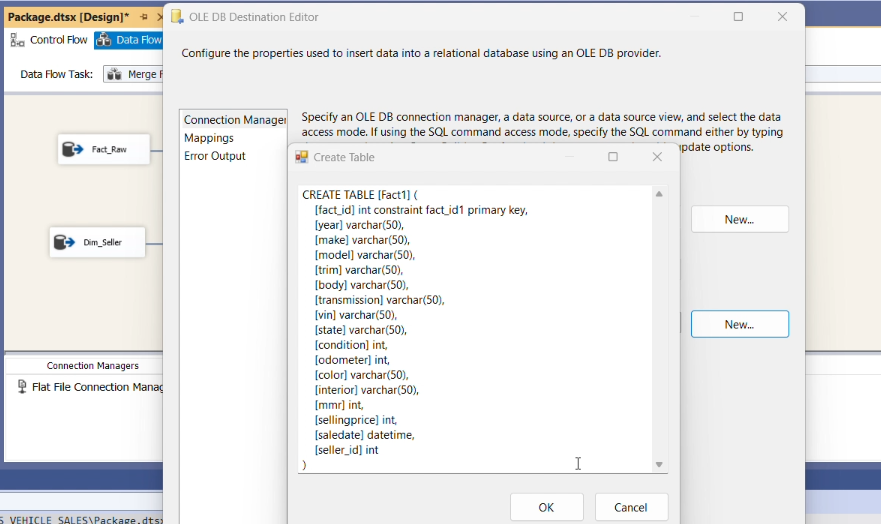 Package.dtsx [Design]*
OLE DB Destination Editor
Control Flow
Data Flow
Configure the properties used to insert data into a relational database using an OLE DB provider.
Data Flow Task:
Merge
Connection Manager
Mappings
Error Output
Specify an OLE DB connection manager, a data source, or a data source view, and select the data
access mode. If using the SQL command access mode, specify the SQL command either by typing
update options.
Fact_Raw
Dim_Seller
Create Table
CREATE TABLE [Fact1] (
[fact_id] int constraint fact_id1 primary key,
[year] varchar(50),
[make] varchar(50),
[model] varchar(50),
[trim] varchar(50),
[body] varchar(50),
[transmission] varchar(50),
[vin] varchar(50),
[state] varchar(50),
[condition] int,
[odometer] int,
[color] varchar(50),
[interior] varchar(50),
[mmr] int,
[sellingprice] int,
[saledate] datetime,
[seller_id] int
)
New...
New...
OK
Cancel
Connection Managers
Flat File Connection Manag
S VEHICLE SALES\Package.dts